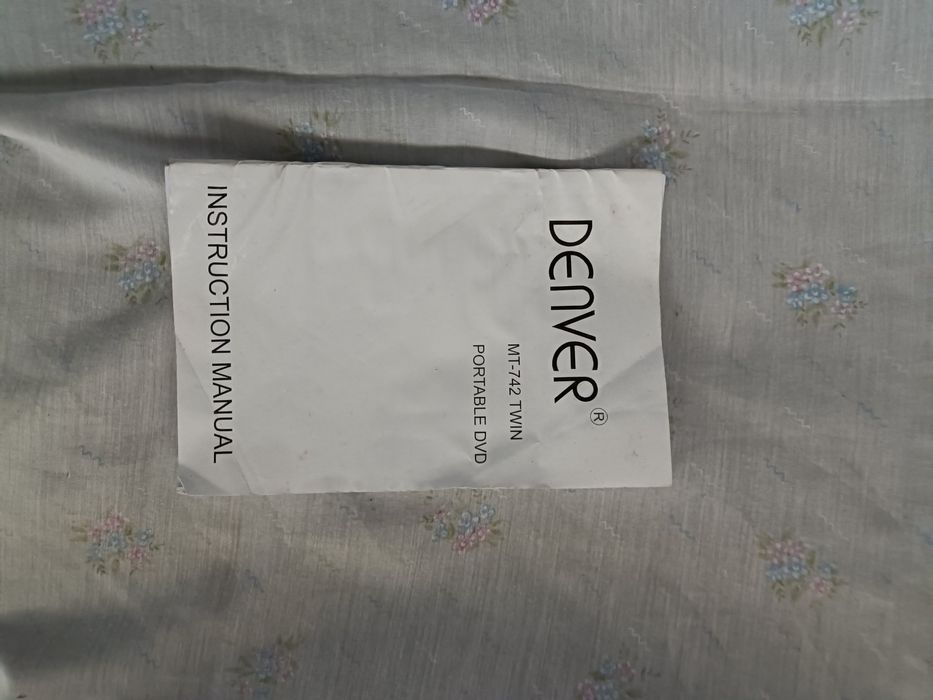 DENVER®
MT-742 TWIN
PORTABLE DVD
INSTRUCTION MANUAL